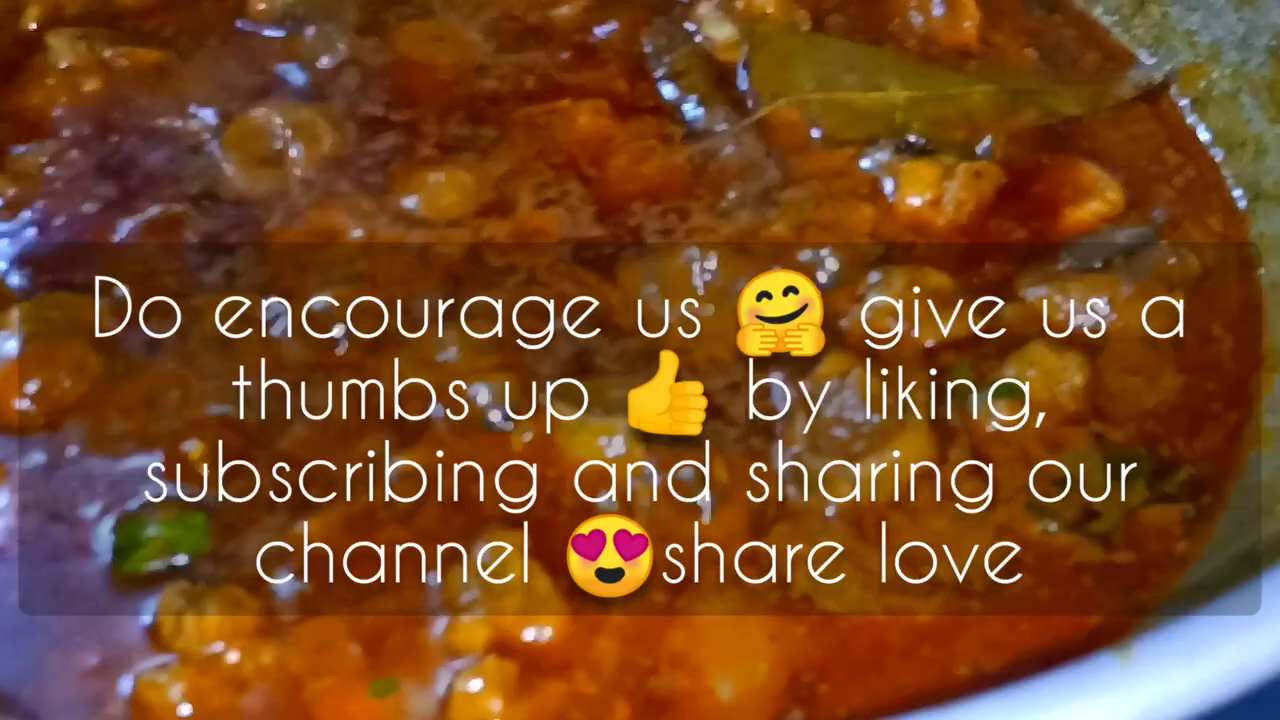 Do encourage us 🤗 give us a
thumbs up 👍 by liking,
subscribing and sharing our
channel 😍share love